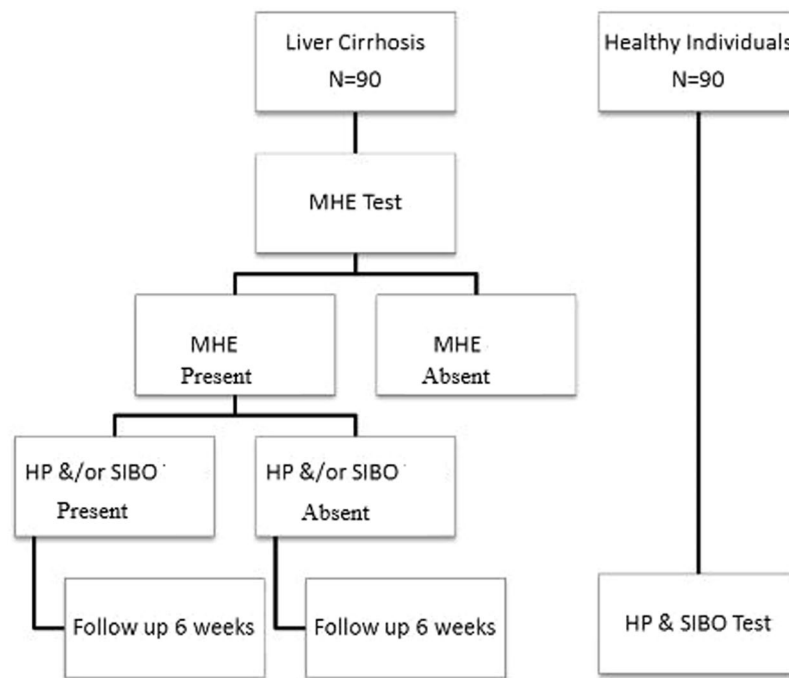 Liver Cirrhosis
N=90
Healthy Individuals
N=90
MHE Test
MHE
Present
MHE
Absent
HP &/or SIBO
Present
HP &/or SIBO
Absent
Follow up 6 weeks
Follow up 6 weeks
HP & SIBO Test